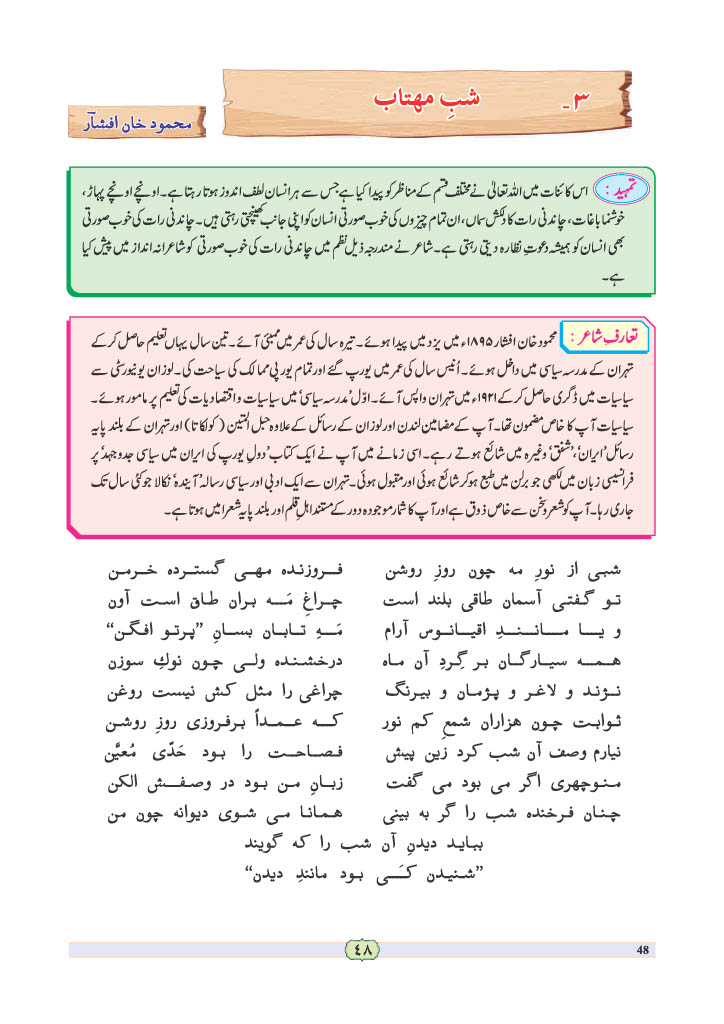 ۳۔ شبِ مہتاب
محمود خان افشار
تمہید : اس کائنات میں اللہ تعالیٰ نے مختلف قسم کے مناظر کو پیدا کیا ہے جس سے ہر انسان لطف اندوز ہوتا رہتا ہے۔ اونچے اونچے پہاڑ،
خوشنما باغات، چاندنی رات کا دلکش سماں، ان تمام چیزوں کی خوب صورتی انسان کو اپنی جانب کھینچتی رہتی ہیں۔ چاندنی رات کی خوب صورتی
بھی انسان کو ہمیشہ دعوتِ نظارہ دیتی رہتی ہے۔ شاعر نے مندرجہ ذیل نظم میں چاندنی رات کی خوب صورتی کو شاعرانہ انداز میں پیش کیا
ہے۔
تعارفِ شاعر : محمود خان افشار ۱۸۹۵ء میں یزد میں پیدا ہوئے۔ تیرہ سال کی عمر میں ممبئی آئے۔ تین سال یہاں تعلیم حاصل کرکے
تہران کے مدرسہ سیاسی میں داخل ہوئے۔ اُنیس سال کی عمر میں یورپ گئے اور تمام یورپی ممالک کی سیاحت کی۔ لوزان یونیورسٹی سے
سیاسیات میں ڈگری حاصل کرکے ۱۹۲۱ء میں تہران واپس آئے۔ اوّل 'مدرسہ سیاسی' میں سیاسیات و اقتصادیات کی تعلیم پر مامور ہوئے۔
سیاسیات آپ کا خاص مضمون تھا۔ آپ کے مضامین لندن اور لوزان کے رسائل کے علاوہ حبل المتین (کولکاتا) اور تہران کے بلند پایہ
رسائل 'ایران'، 'شفق' وغیرہ میں شائع ہوتے رہے۔ اسی زمانے میں آپ نے ایک کتاب 'دولِ یورپ کی ایران میں سیاسی جدوجہد' پر
فرانسیسی زبان میں لکھی جو برلن میں طبع ہو کر شائع ہوئی اور مقبول ہوئی۔ تہران سے ایک ادبی اور سیاسی رسالہ 'آیندہ' نکالا جو کئی سال تک
جاری رہا۔ آپ کو شعر و سخن سے خاص ذوق ہے اور آپ کا شمار موجودہ دور کے مستند اہلِ قلم اور بلند پایہ شعرا میں ہوتا ہے۔
شبی از نورِ مه چون روزِ روشن فروزنده مهی گسترده خرمن
تو گفتی آسمان طاقی بلند است چراغِ مَه بران طاق است آون
و یا مانندِ اقیانوس آرام مَهِ تابان بسانِ ”پرتو افگن“
همه سیارگان بر گِردِ آن ماه درخشنده ولی چون نوكِ سوزن
نژند و لاغر و پژمان و بیرنگ چراغی را مثل کش نیست روغن
ثوابت چون هزاران شمعِ کم نور که عمداً برفروزی روزِ روشن
نیارم وصف آن شب کرد زین پیش فصاحت را بود حَدّی مُعیَّن
منوچهری اگر می بود می گفت زبانِ من بود در وصفش الکن
چنان فرخنده شب را گر به بینی همانا می شوی دیوانه چون من
بباید دیدنِ آن شب را که گویند
”شنیدن کَی بود مانندِ دیدن“
٤٨
48